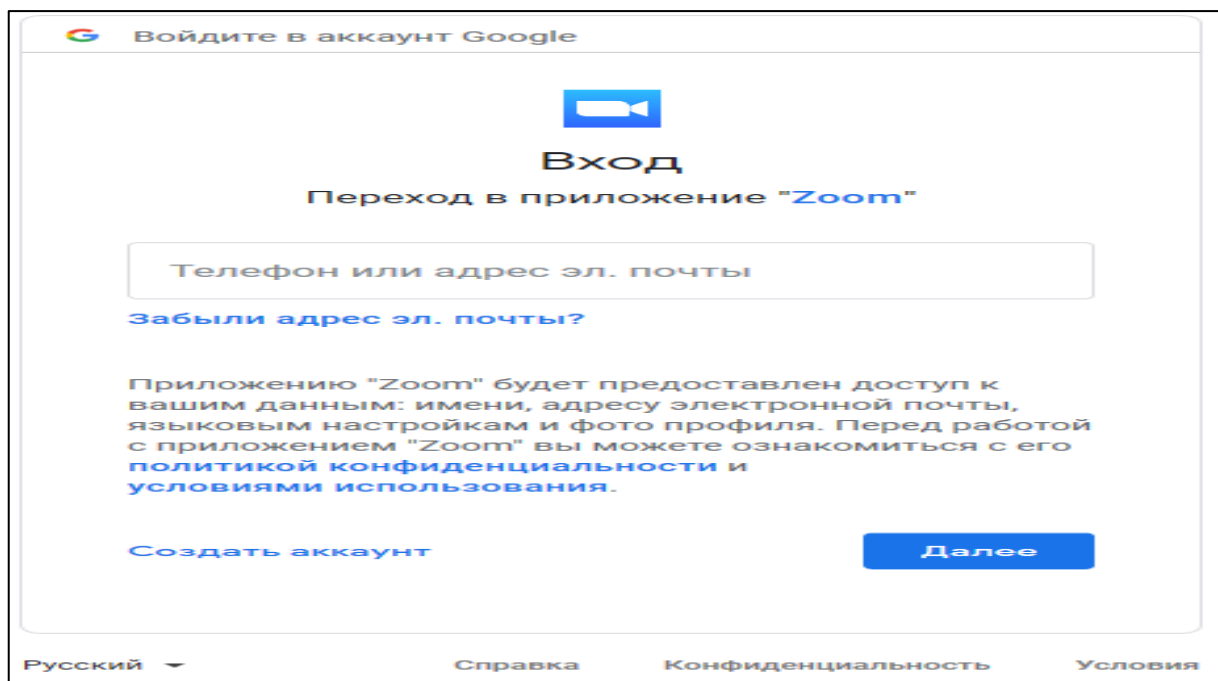 Войдите в аккаунт Google
Вход
Переход в приложение "Zoom"
Телефон или адрес эл. почты
Забыли адрес эл. почты?
Приложению "Zoom" будет предоставлен доступ к
вашим данным: имени, адресу электронной почты,
языковым настройкам и фото профиля. Перед работой
с приложением "Zoom" вы можете ознакомиться с его
политикой конфиденциальности и
условиями использования.
Создать аккаунт
Далее
Русский
Справка
Конфиденциальность
Условия